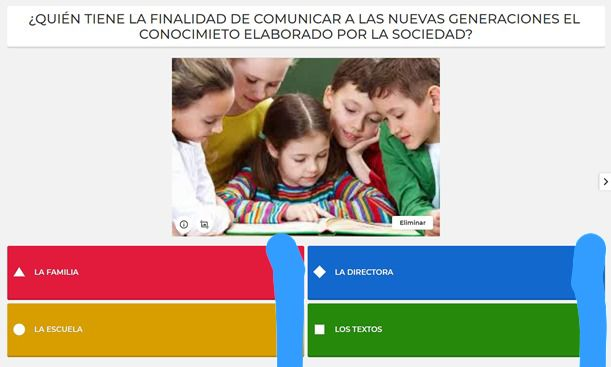 ¿QUIÉN TIENE LA FINALIDAD DE COMUNICAR A LAS NUEVAS GENERACIONES EL
CONOCIMIETO ELABORADO POR LA SOCIEDAD?
Eliminar
LA FAMILIA
LA DIRECTORA
LA ESCUELA
LOS TEXTOS